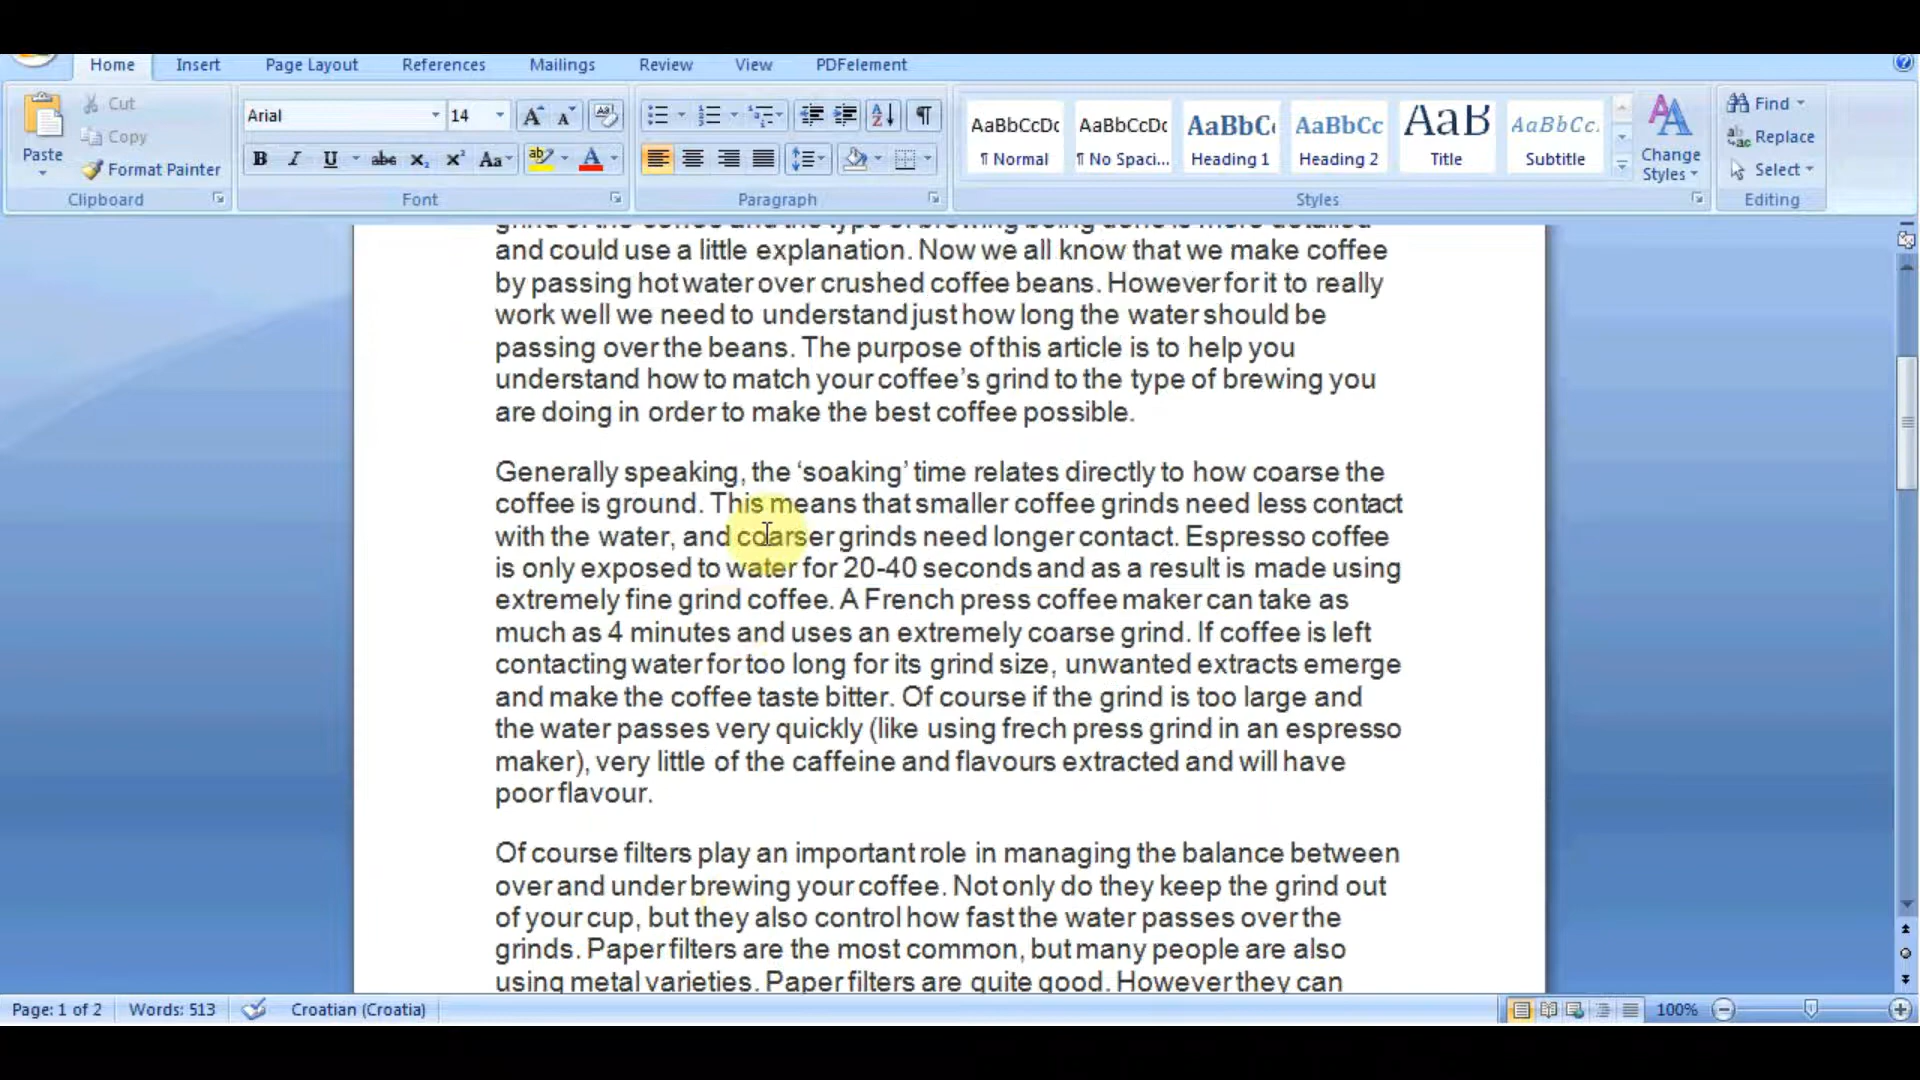 Home Insert Page Layout References Mailings Review View PDFelement
Cut
Copy
Paste
Format Painter
Clipboard
Arial 14
Font
Paragraph
AaBbCcDc AaBbCcDc AaBbC AaBbCc AaB AaBbCc.
¶ Normal ¶ No Spaci... Heading 1 Heading 2 Title Subtitle
Change
Styles
Styles
Find
Replace
Select
Editing
grind of the coffee and the type of brewing being done is more detailed
and could use a little explanation. Now we all know that we make coffee
by passing hot water over crushed coffee beans. However for it to really
work well we need to understand just how long the water should be
passing over the beans. The purpose of this article is to help you
understand how to match your coffee’s grind to the type of brewing you
are doing in order to make the best coffee possible.
Generally speaking, the ‘soaking’ time relates directly to how coarse the
coffee is ground. This means that smaller coffee grinds need less contact
with the water, and coarser grinds need longer contact. Espresso coffee
is only exposed to water for 20-40 seconds and as a result is made using
extremely fine grind coffee. A French press coffee maker can take as
much as 4 minutes and uses an extremely coarse grind. If coffee is left
contacting water for too long for its grind size, unwanted extracts emerge
and make the coffee taste bitter. Of course if the grind is too large and
the water passes very quickly (like using frech press grind in an espresso
maker), very little of the caffeine and flavours extracted and will have
poor flavour.
Of course filters play an important role in managing the balance between
over and under brewing your coffee. Not only do they keep the grind out
of your cup, but they also control how fast the water passes over the
grinds. Paper filters are the most common, but many people are also
using metal varieties. Paper filters are quite good. However they can
Page: 1 of 2 Words: 513 Croatian (Croatia) 100%